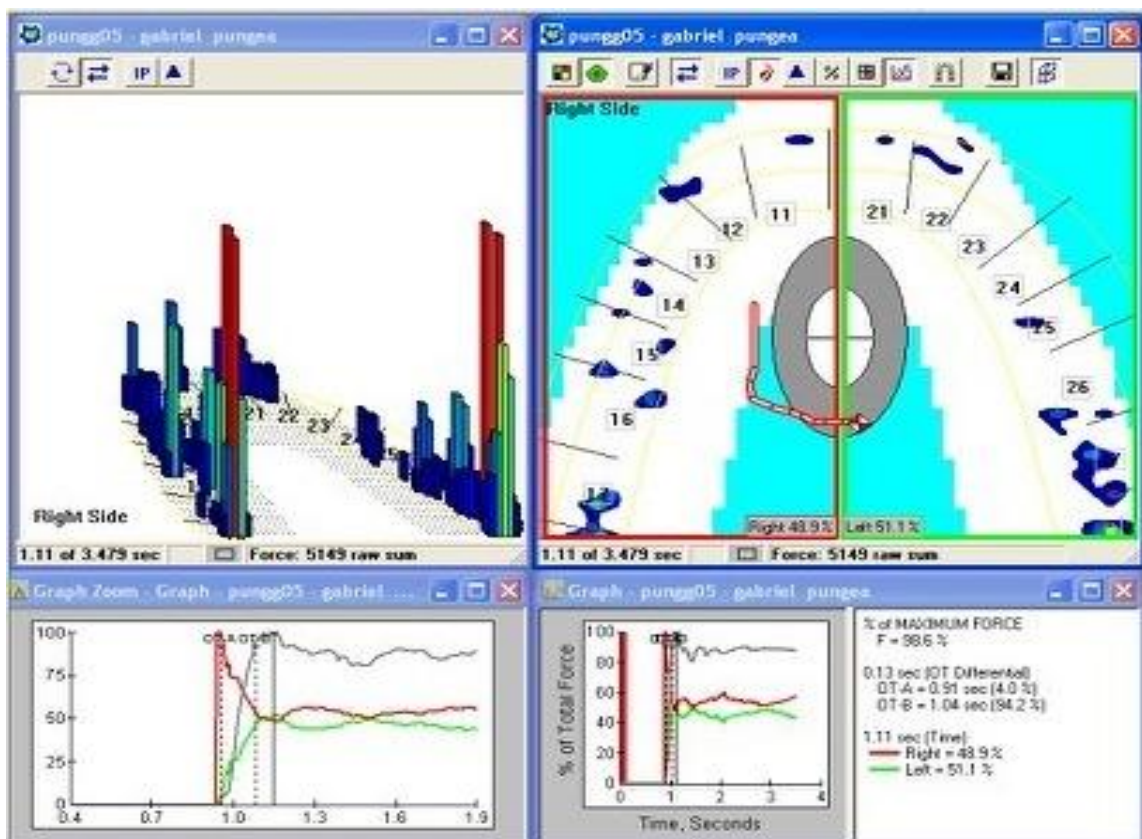 pungg05 - gabriel pungea
IP
Right Side
21
22
23
1.11 of 3.479 sec
Force: 5149 raw sum
pungg05 - gabriel pungea
IP
%
Right Side
11
21
12
22
13
23
14
24
15
25
16
26
17
Right 48.9%
Left 51.1%
1.11 of 3.479 sec
Force: 5149 raw sum
Graph Zoom - Graph - pungg05 - gabriel ...
100
75
50
25
0
0.4
0.7
1.0
1.3
1.6
1.9
Graph - pungg05 - gabriel pungea
% of Total Force
100
80
60
40
20
0
0
1
2
3
4
Time, Seconds
% of MAXIMUM FORCE
F = 98.6 %
0.13 sec (OT Differential)
OT-A = 0.91 sec (4.0 %)
OT-B = 1.04 sec (94.2 %)
1.11 sec (Time)
Right = 48.9 %
Left = 51.1 %